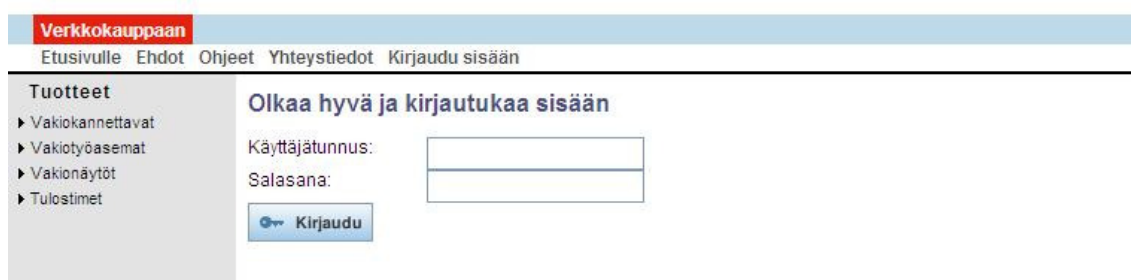 Verkkokauppaan
Etusivulle Ehdot Ohjeet Yhteystiedot Kirjaudu sisään
Tuotteet
Vakiokannettavat
Vakiotyöasemat
Vakionäytöt
Tulostimet
Olkaa hyvä ja kirjautukaa sisään
Käyttäjätunnus:
Salasana:
Kirjaudu